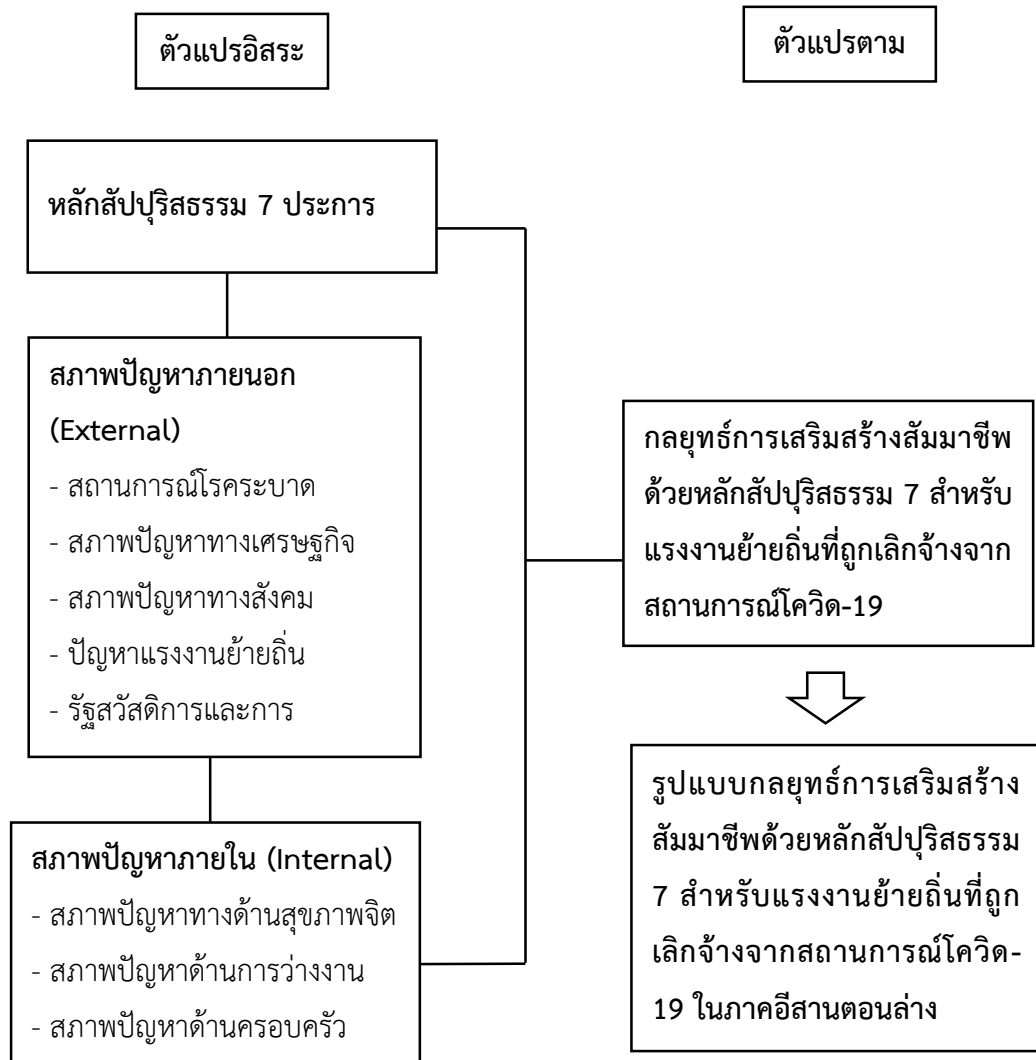 ตัวแปรอิสระ
ตัวแปรตาม
หลักสัปปุริสธรรม 7 ประการ
สภาพปัญหาภายนอก
(External)
- สถานการณ์โรคระบาด
- สภาพปัญหาทางเศรษฐกิจ
- สภาพปัญหาทางสังคม
- ปัญหาแรงงานย้ายถิ่น
- รัฐสวัสดิการและการ
สภาพปัญหาภายใน (Internal)
- สภาพปัญหาทางด้านสุขภาพจิต
- สภาพปัญหาด้านการว่างงาน
- สภาพปัญหาด้านครอบครัว
กลยุทธ์การเสริมสร้างสัมมาชีพ
ด้วยหลักสัปปุริสธรรม 7 สำหรับ
แรงงานย้ายถิ่นที่ถูกเลิกจ้างจาก
สถานการณ์โควิด-19
รูปแบบกลยุทธ์การเสริมสร้าง
สัมมาชีพด้วยหลักสัปปุริสธรรม
7 สำหรับแรงงานย้ายถิ่นที่ถูก
เลิกจ้างจากสถานการณ์โควิด-
19 ในภาคอีสานตอนล่าง